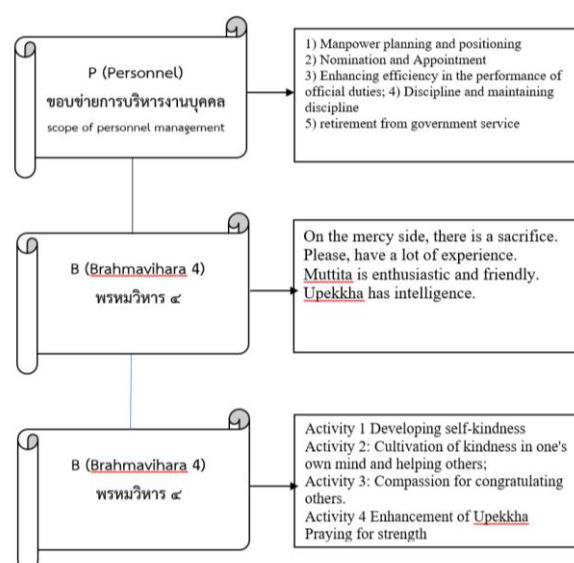 P (Personnel)
ขอบข่ายการบริหารงานบุคคล
scope of personnel management
1) Manpower planning and positioning
2) Nomination and Appointment
3) Enhancing efficiency in the performance of
official duties; 4) Discipline and maintaining
discipline
5) retirement from government service
B (Brahmavihara 4)
พรหมวิหาร ๔
On the mercy side, there is a sacrifice.
Please, have a lot of experience.
Muttita is enthusiastic and friendly.
Upekkha has intelligence.
B (Brahmavihara 4)
พรหมวิหาร ๔
Activity 1 Developing self-kindness
Activity 2: Cultivation of kindness in one's
own mind and helping others;
Activity 3: Compassion for congratulating
others.
Activity 4 Enhancement of Upekkha
Praying for strength